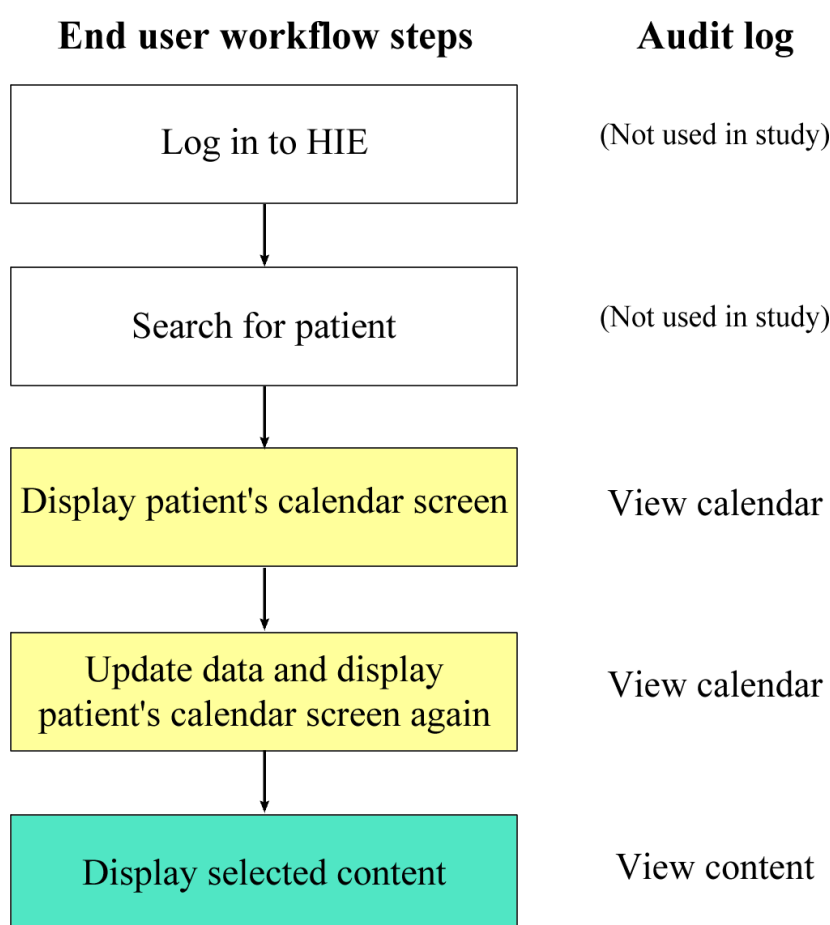 End user workflow steps
Audit log
Log in to HIE
(Not used in study)
Search for patient
(Not used in study)
Display patient's calendar screen
View calendar
Update data and display
patient's calendar screen again
View calendar
Display selected content
View content